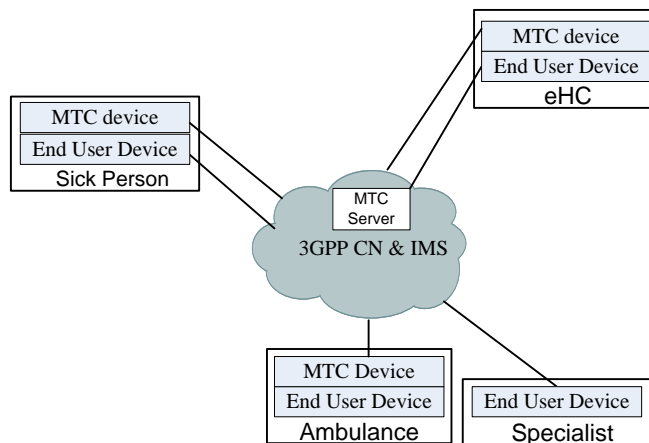 MTC device
End User Device
eHC
MTC device
End User Device
Sick Person
MTC
Server
3GPP CN & IMS
MTC Device
End User Device
Ambulance
End User Device
Specialist